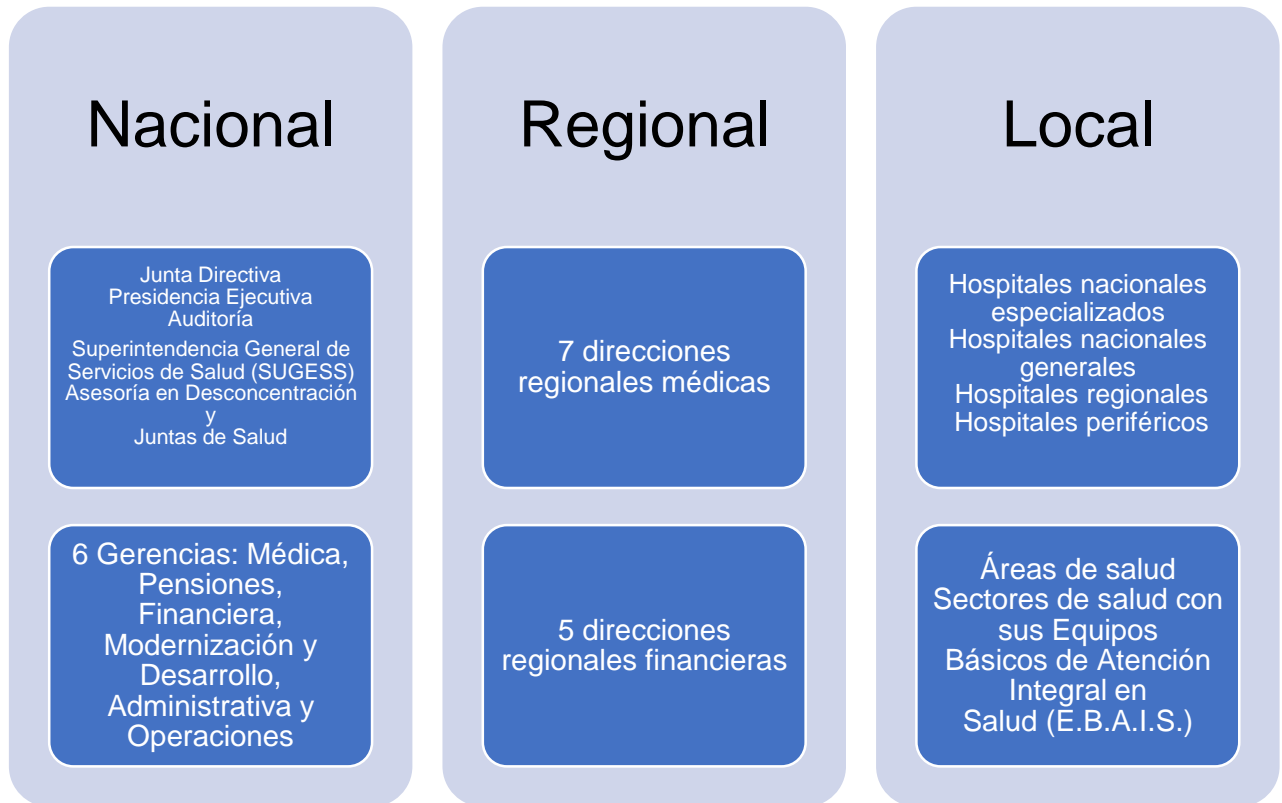 Nacional
Junta Directiva
Presidencia Ejecutiva
Auditoría
Superintendencia General de
Servicios de Salud (SUGESS)
Asesoría en Desconcentración
y
Juntas de Salud
6 Gerencias: Médica,
Pensiones,
Financiera,
Modernización y
Desarrollo,
Administrativa y
Operaciones
Regional
7 direcciones
regionales médicas
5 direcciones
regionales financieras
Local
Hospitales nacionales
especializados
Hospitales nacionales
generales
Hospitales regionales
Hospitales periféricos
Áreas de salud
Sectores de salud con
sus Equipos
Básicos de Atención
Integral en
Salud (E.B.A.I.S.)